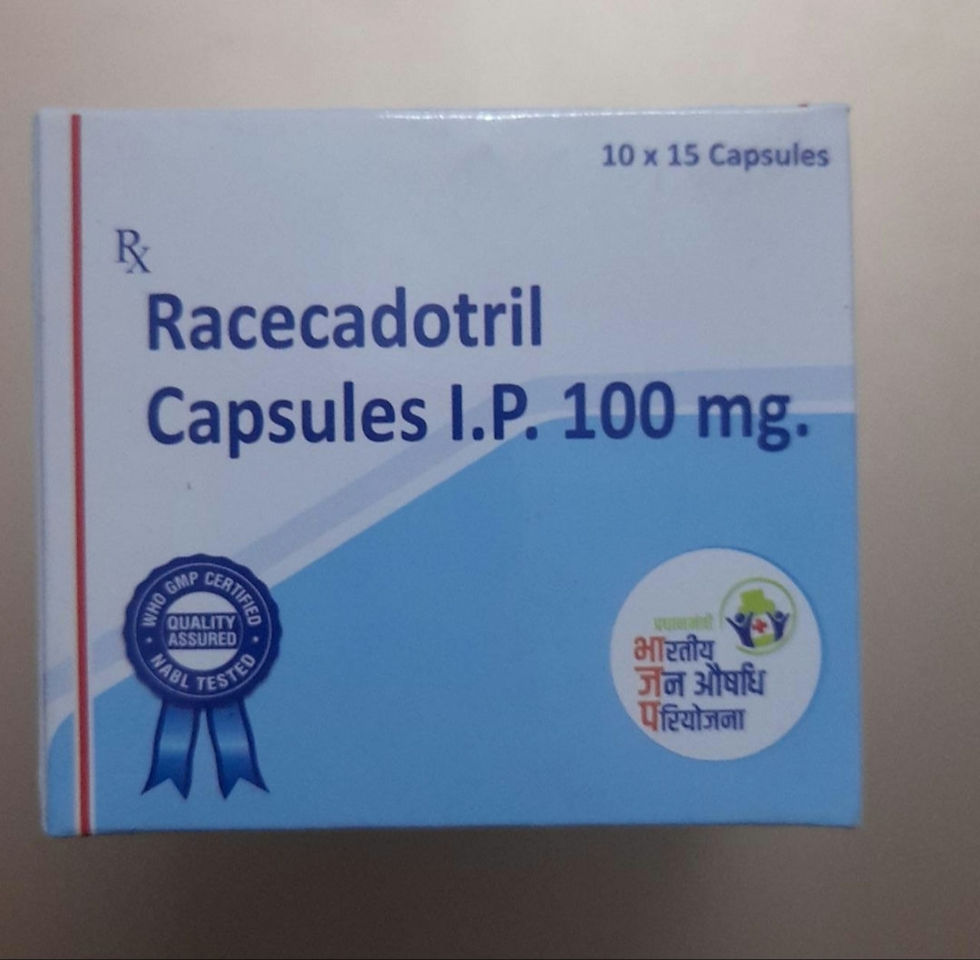 10 x 15 Capsules
Rx
Racecadotril
Capsules I.P. 100 mg.
WHO GMP CERTIFIED
QUALITY
ASSURED
NABL TESTED
प्रधानमंत्री
भारतीय
जन औषधि
परियोजना